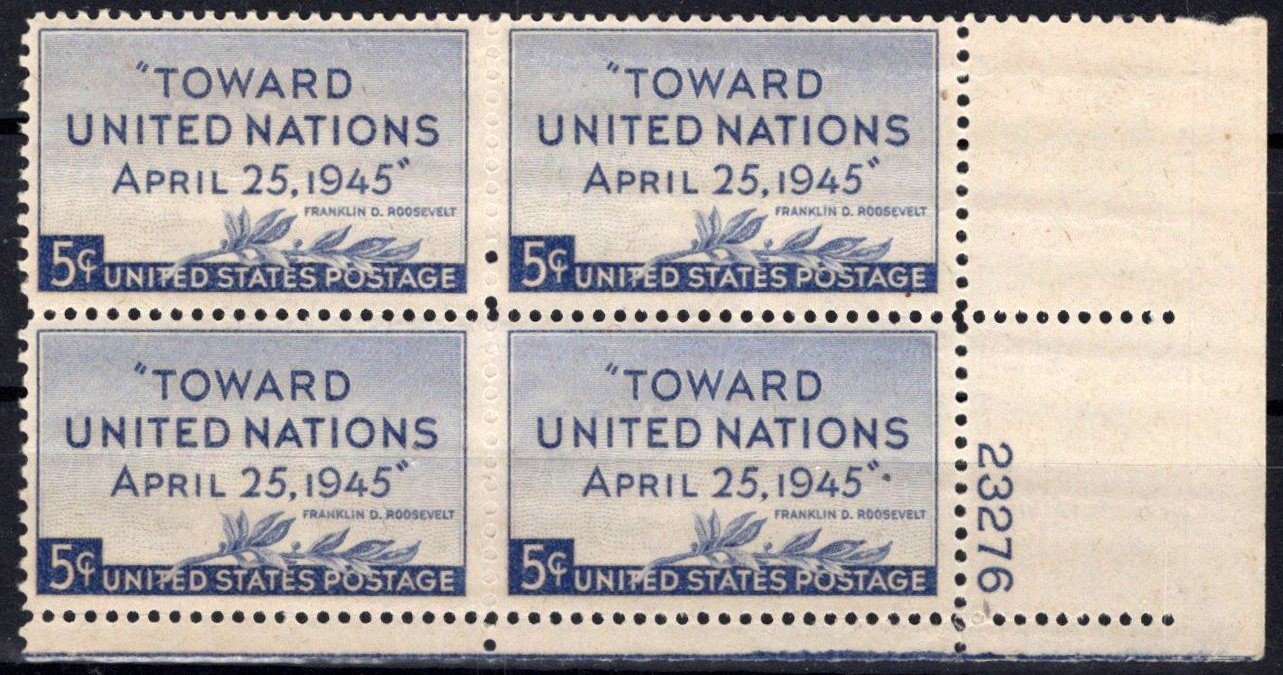 "TOWARD
UNITED NATIONS
APRIL 25, 1945"
FRANKLIN D. ROOSEVELT
5¢ UNITED STATES POSTAGE
"TOWARD
UNITED NATIONS
APRIL 25, 1945"
FRANKLIN D. ROOSEVELT
5¢ UNITED STATES POSTAGE
"TOWARD
UNITED NATIONS
APRIL 25, 1945"
FRANKLIN D. ROOSEVELT
5¢ UNITED STATES POSTAGE
"TOWARD
UNITED NATIONS
APRIL 25, 1945"
FRANKLIN D. ROOSEVELT
5¢ UNITED STATES POSTAGE
23276